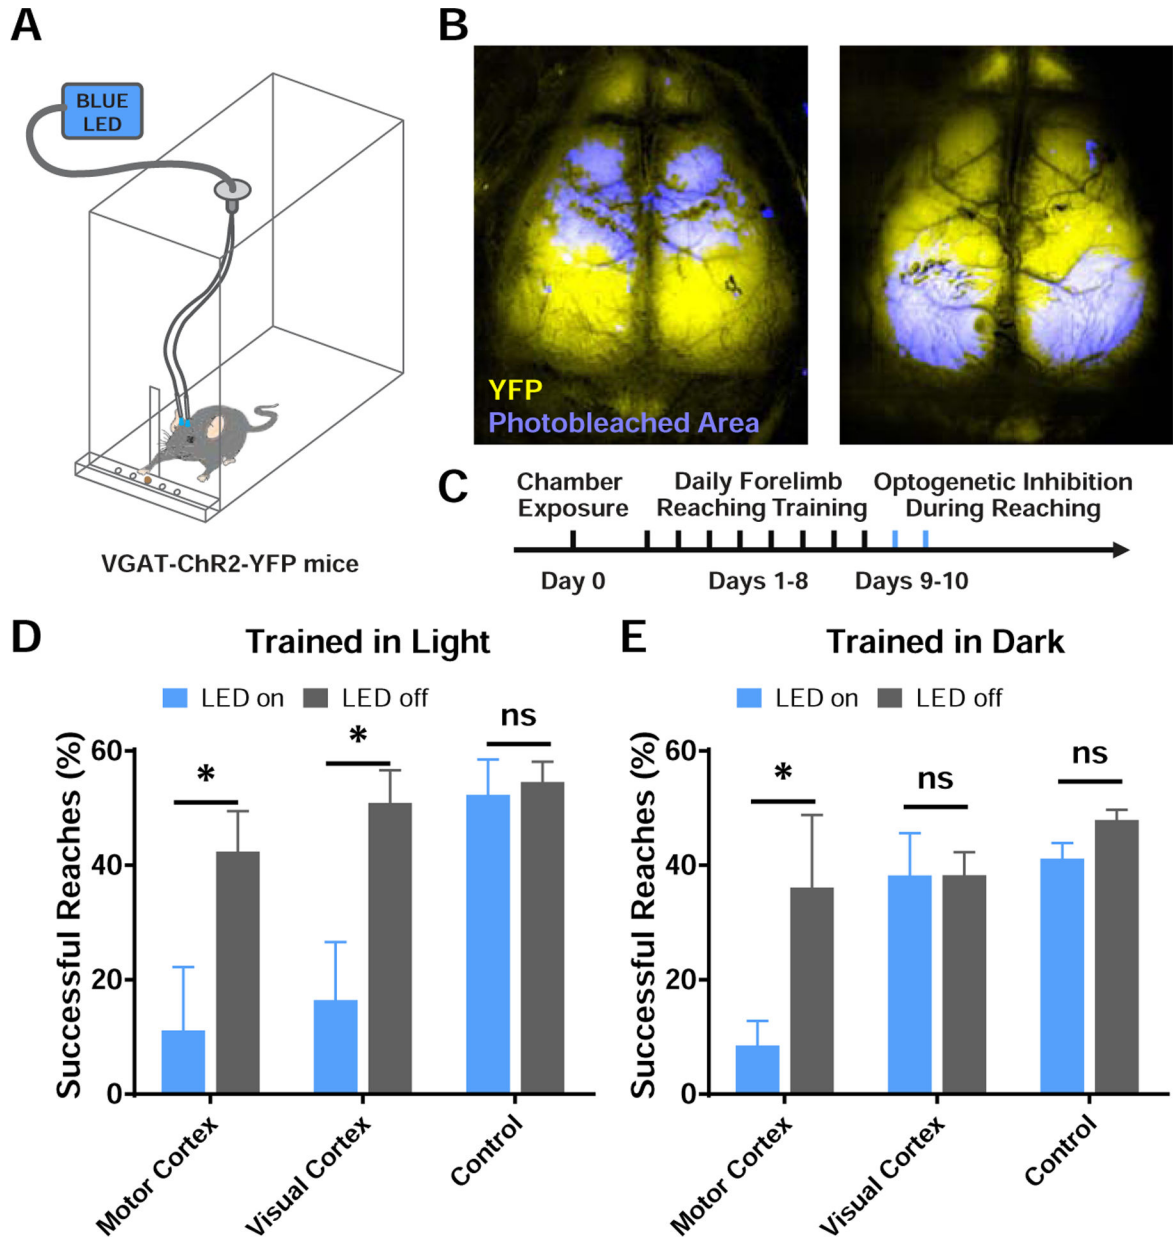 A
BLUE
LED
VGAT-ChR2-YFP mice
B
YFP
Photobleached Area
C
Chamber
Exposure
Daily Forelimb
Reaching Training
Optogenetic Inhibition
During Reaching
Day 0
Days 1-8
Days 9-10
D
Trained in Light
LED on
LED off
Successful Reaches (%)
60
40
20
0
*
*
ns
Motor Cortex
Visual Cortex
Control
E
Trained in Dark
LED on
LED off
Successful Reaches (%)
60
40
20
0
*
ns
ns
Motor Cortex
Visual Cortex
Control